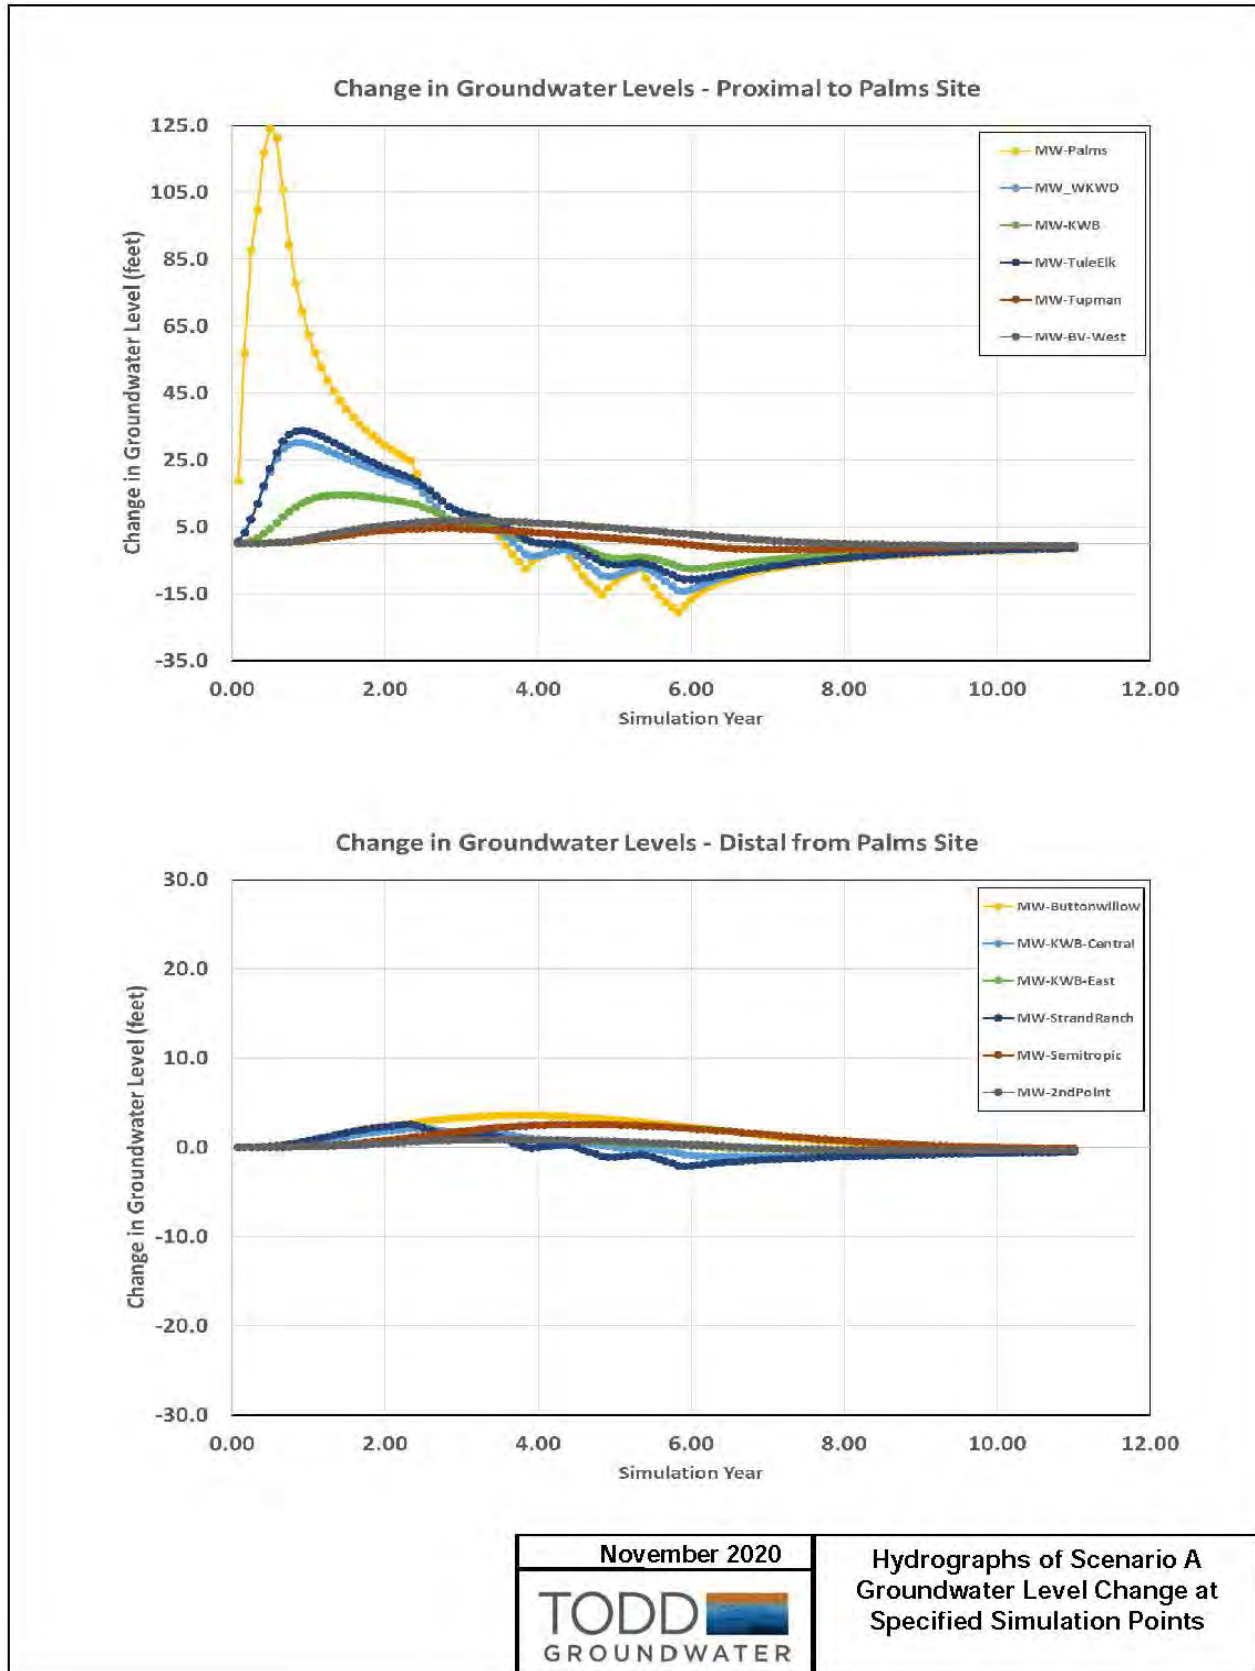 Change in Groundwater Levels - Proximal to Palms Site
125.0
105.0
85.0
65.0
45.0
25.0
5.0
-15.0
-35.0
Change in Groundwater Level (feet)
MW-Palms
MW_WKWD
MW-KWB
MW-TuleElk
MW-Tupman
MW-BV-West
0.00 2.00 4.00 6.00 8.00 10.00 12.00
Simulation Year
Change in Groundwater Levels - Distal from Palms Site
30.0
20.0
10.0
0.0
-10.0
-20.0
-30.0
Change in Groundwater Level (feet)
MW-Buttonwillow
MW-KWB-Central
MW-KWB-East
MW-StrandRanch
MW-Semitropic
MW-2ndPoint
0.00 2.00 4.00 6.00 8.00 10.00 12.00
Simulation Year
November 2020
TODD
GROUNDWATER
Hydrographs of Scenario A
Groundwater Level Change at
Specified Simulation Points